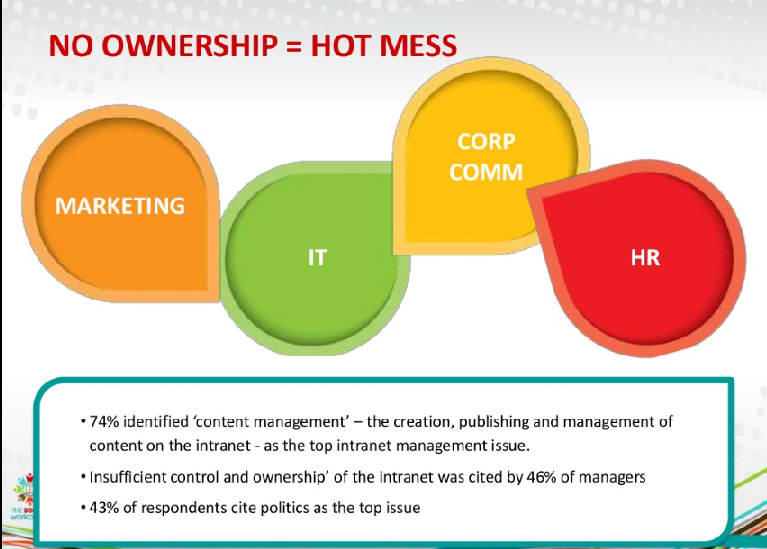 NO OWNERSHIP = HOT MESS
MARKETING
IT
CORP
COMM
HR
• 74% identified ‘content management’ – the creation, publishing and management of
content on the intranet - as the top intranet management issue.
• Insufficient control and ownership’ of the intranet was cited by 46% of managers
• 43% of respondents cite politics as the top issue
THE